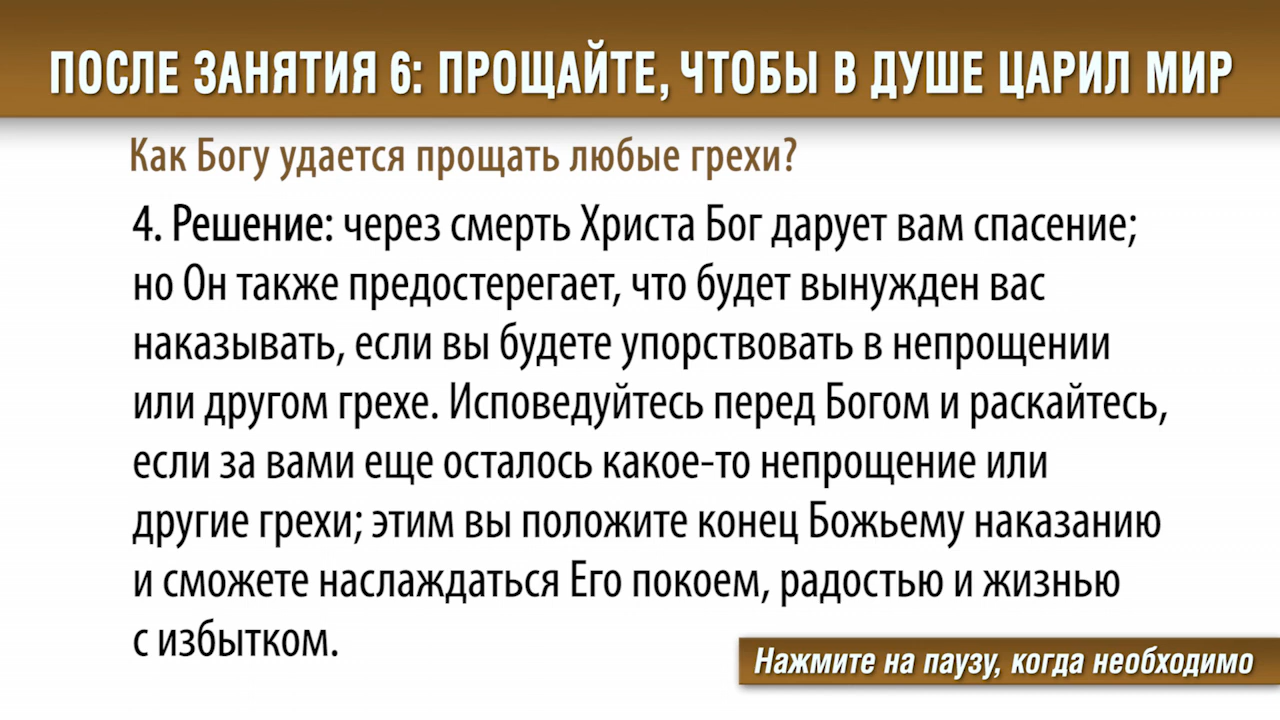 ПОСЛЕ ЗАНЯТИЯ 6: ПРОЩАЙТЕ, ЧТОБЫ В ДУШЕ ЦАРИЛ МИР
Как Богу удается прощать любые грехи?
4. Решение: через смерть Христа Бог дарует вам спасение;
но Он также предостерегает, что будет вынужден вас
наказывать, если вы будете упорствовать в непрощении
или другом грехе. Исповедуйтесь перед Богом и раскайтесь,
если за вами еще осталось какое-то непрощение или
другие грехи; этим вы положите конец Божьему наказанию
и сможете наслаждаться Его покоем, радостью и жизнью
с избытком.
Нажмите на паузу, когда необходимо